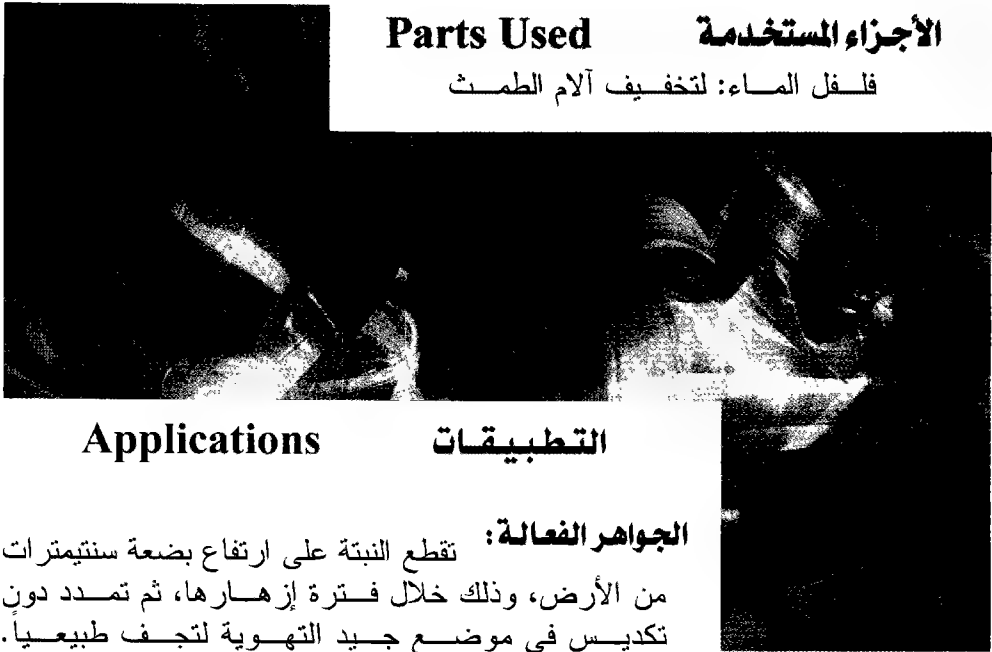 الأجزاء المستخدمة Parts Used
فلفل الماء: لتخفيف آلام الطمث
التطبيقات Applications
الجواهر الفعالة: تقطع النبتة على ارتفاع بضعة سنتيمترات
من الأرض، وذلك خلال فترة إزهارها، ثم تمدد دون
تكديس في موضع جيد التهوية لتجف طبيعياً.